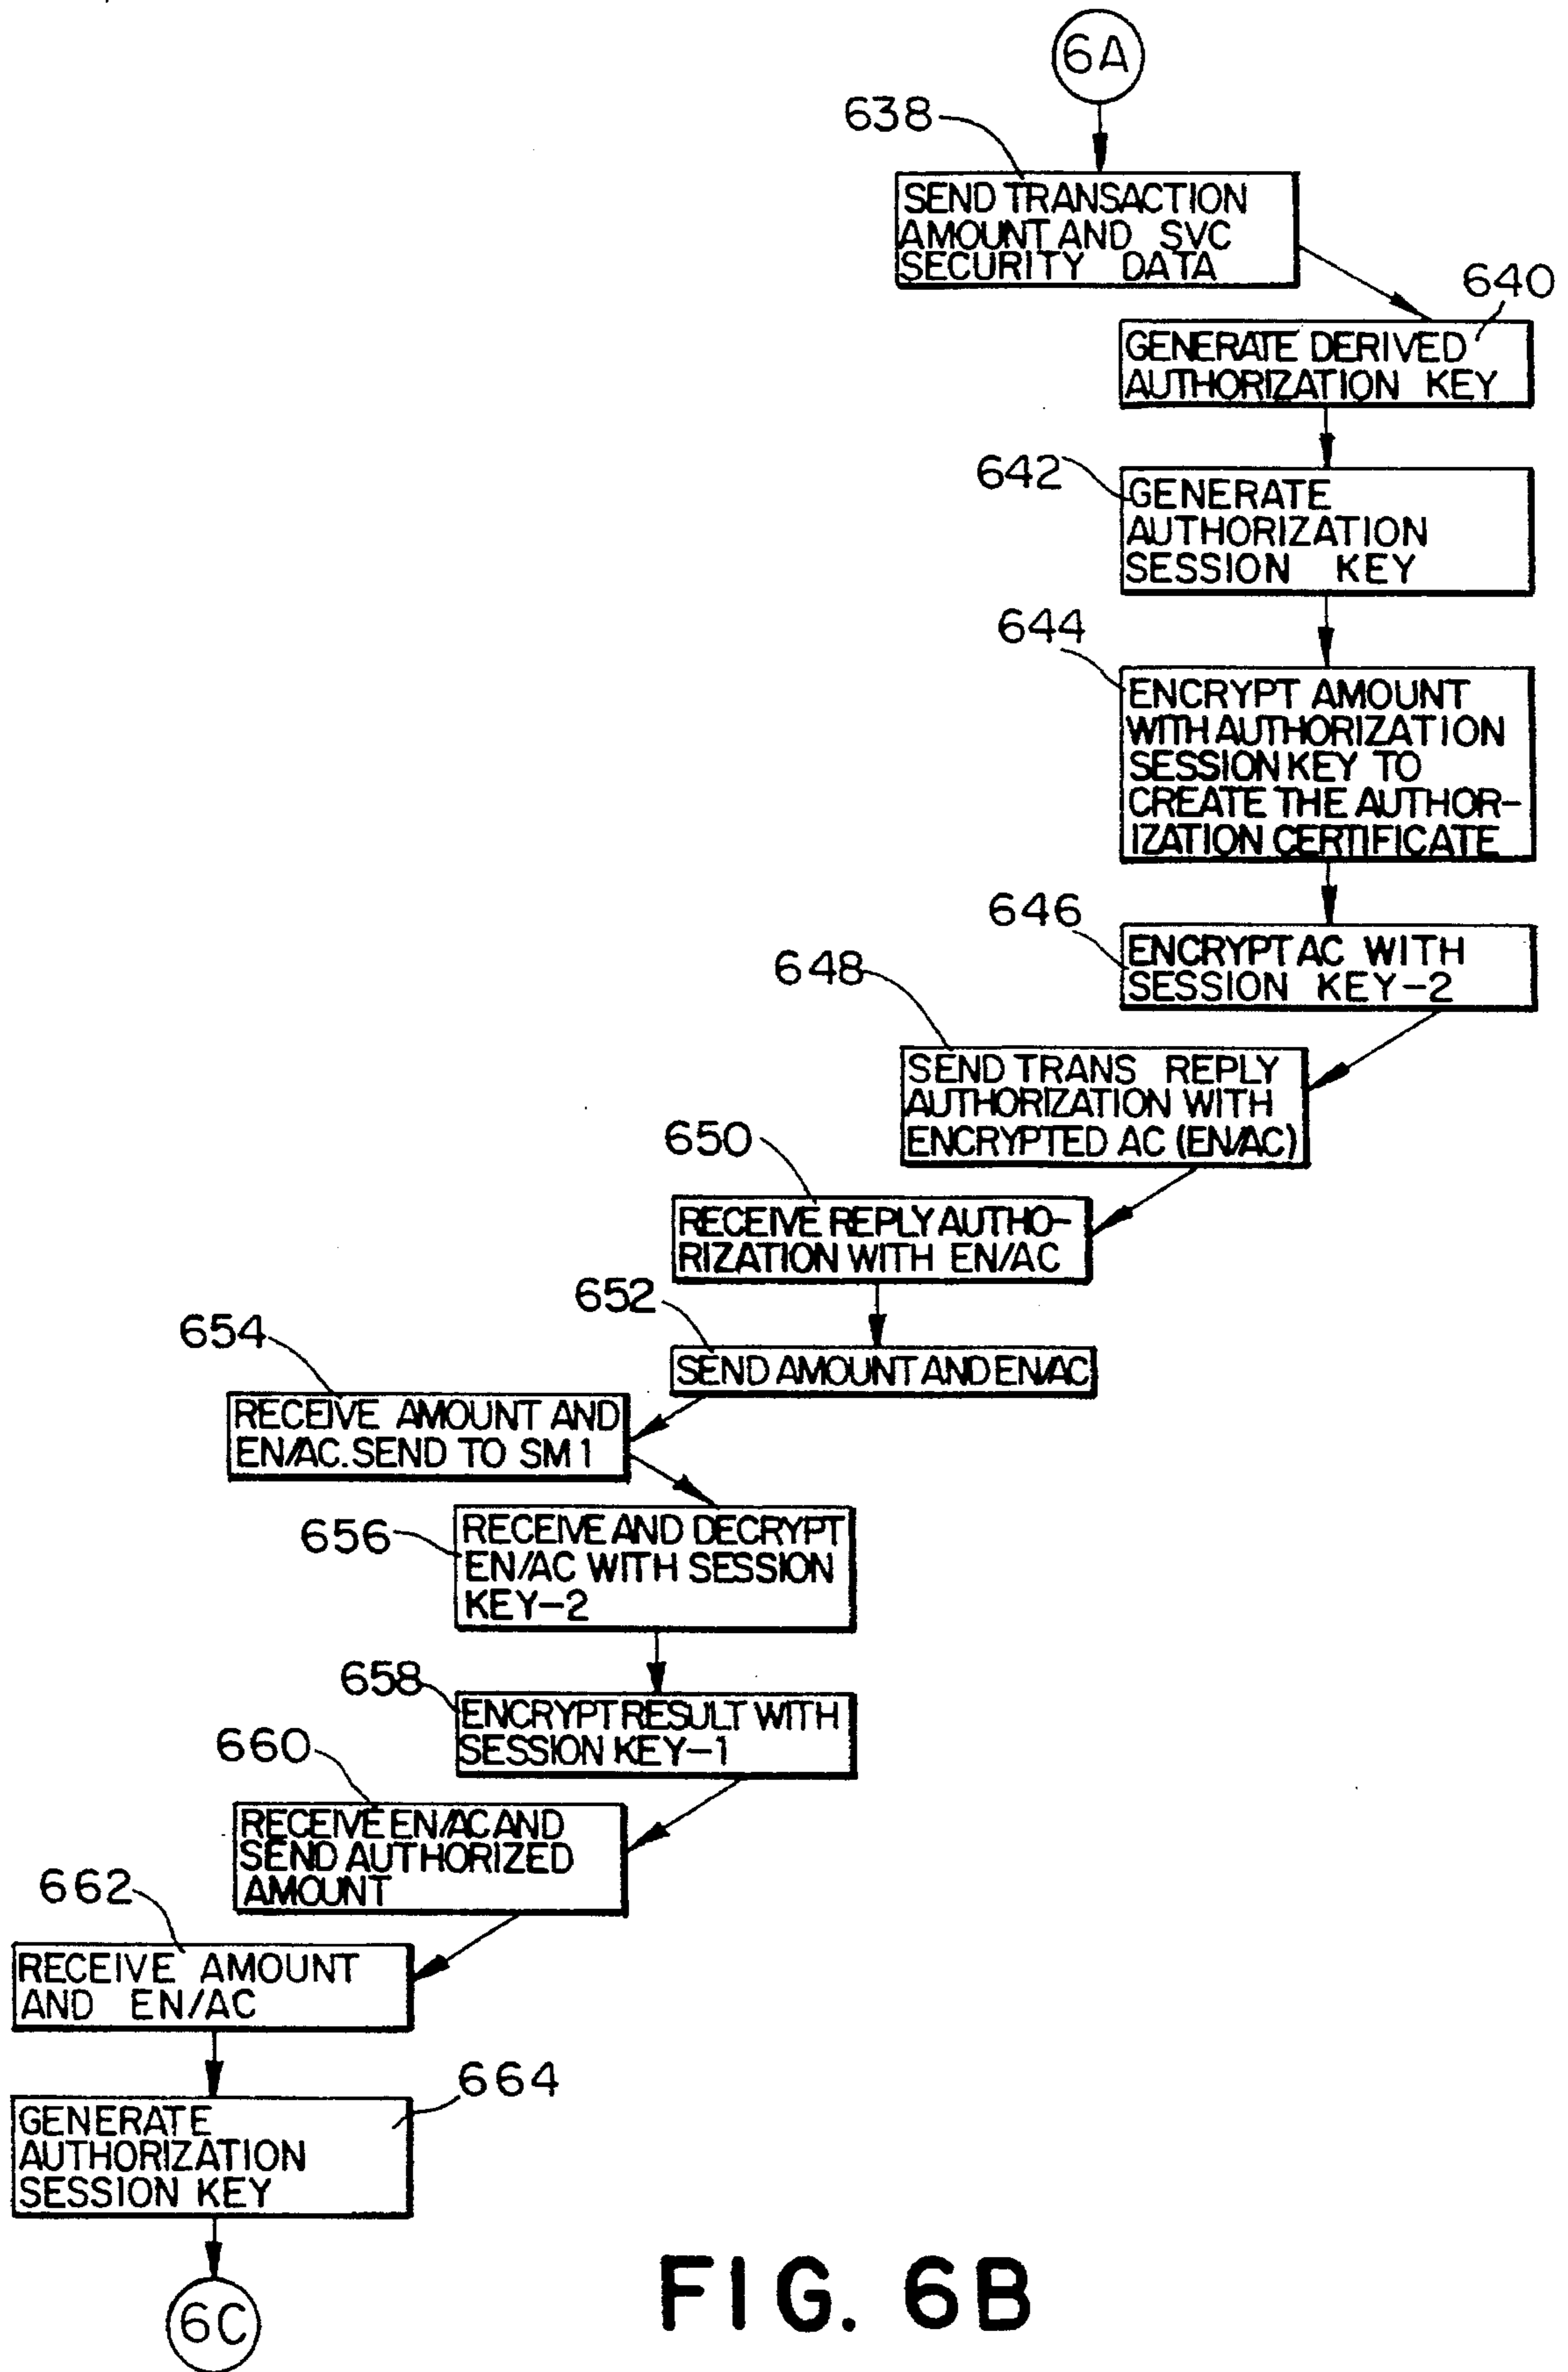 6A
638
SEND TRANSACTION
AMOUNT AND SVC
SECURITY DATA
640
GENERATE DERIVED
AUTHORIZATION KEY
642
GENERATE
AUTHORIZATION
SESSION KEY
644
ENCRYPT AMOUNT
WITH AUTHORIZATION
SESSION KEY TO
CREATE THE AUTHOR-
IZATION CERTIFICATE
646
ENCRYPT AC WITH
SESSION KEY-2
648
SEND TRANS REPLY
AUTHORIZATION WITH
ENCRYPTED AC (EN/AC)
650
RECEIVE REPLY AUTHO-
RIZATION WITH EN/AC
652
SEND AMOUNT AND EN/AC
654
RECEIVE AMOUNT AND
EN/AC. SEND TO SM1
656
RECEIVE AND DECRYPT
EN/AC WITH SESSION
KEY-2
658
ENCRYPT RESULT WITH
SESSION KEY-1
660
RECEIVE EN/AC AND
SEND AUTHORIZED
AMOUNT
662
RECEIVE AMOUNT
AND EN/AC
664
GENERATE
AUTHORIZATION
SESSION KEY
6C
FIG. 6B